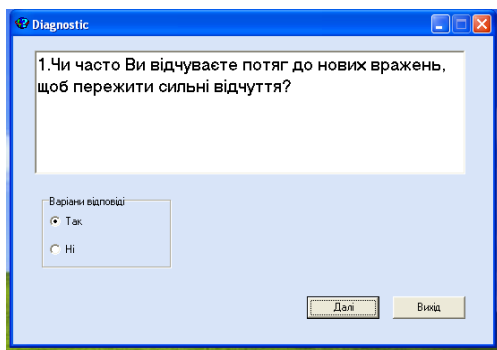 Diagnostic
1.Чи часто Ви відчуваєте потяг до нових вражень,
щоб пережити сильні відчуття?
Варіани відповіді
Так
Ні
Далі
Вихід